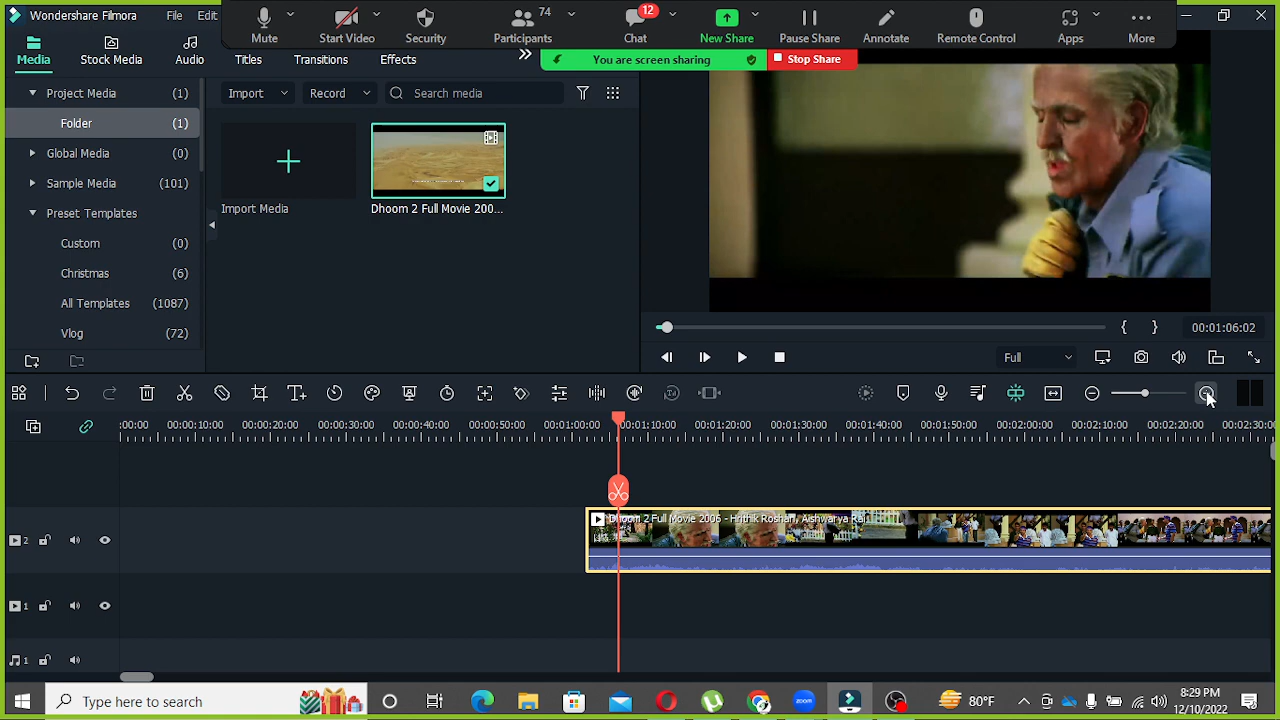 Wondershare Filmora File Edit
Mute Start Video Security 74 Participants 12 Chat New Share Pause Share Annotate Remote Control Apps More
You are screen sharing Stop Share
Media Stock Media Audio Titles Transitions Effects
Project Media (1)
Folder (1)
Global Media (0)
Sample Media (111)
Preset Templates
Custom (0)
Christmas (6)
All Templates (1087)
Vlog (72)
Import Record Search media
Import Media
Dhoom 2 Full Movie 200...
00:01:06:02
Full
:00:00 00:00:10:00 00:00:20:00 00:00:30:00 00:00:40:00 00:00:50:00 00:01:00:00 00:01:10:00 00:01:20:00 00:01:30:00 00:01:40:00 00:01:50:00 00:02:00:00 00:02:10:00 00:02:20:00 00:02:30:00
Dhoom 2 Full Movie 2006 - Hrithik Roshan, Aishwarya Rai
2
1
1
Type here to search
zoom
80°F
8:29 PM
12/10/2022